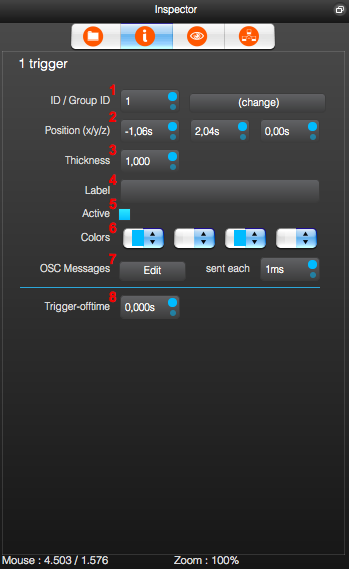 Inspector
1 trigger
1
ID / Group ID 1 (change)
2
Position (x/y/z) -1,06s 2,04s 0,00s
3
Thickness 1,000
4
Label
5
Active
6
Colors
7
OSC Messages Edit sent each 1ms
8
Trigger-offtime 0,000s
Mouse : 4.503 / 1.576 Zoom : 100%